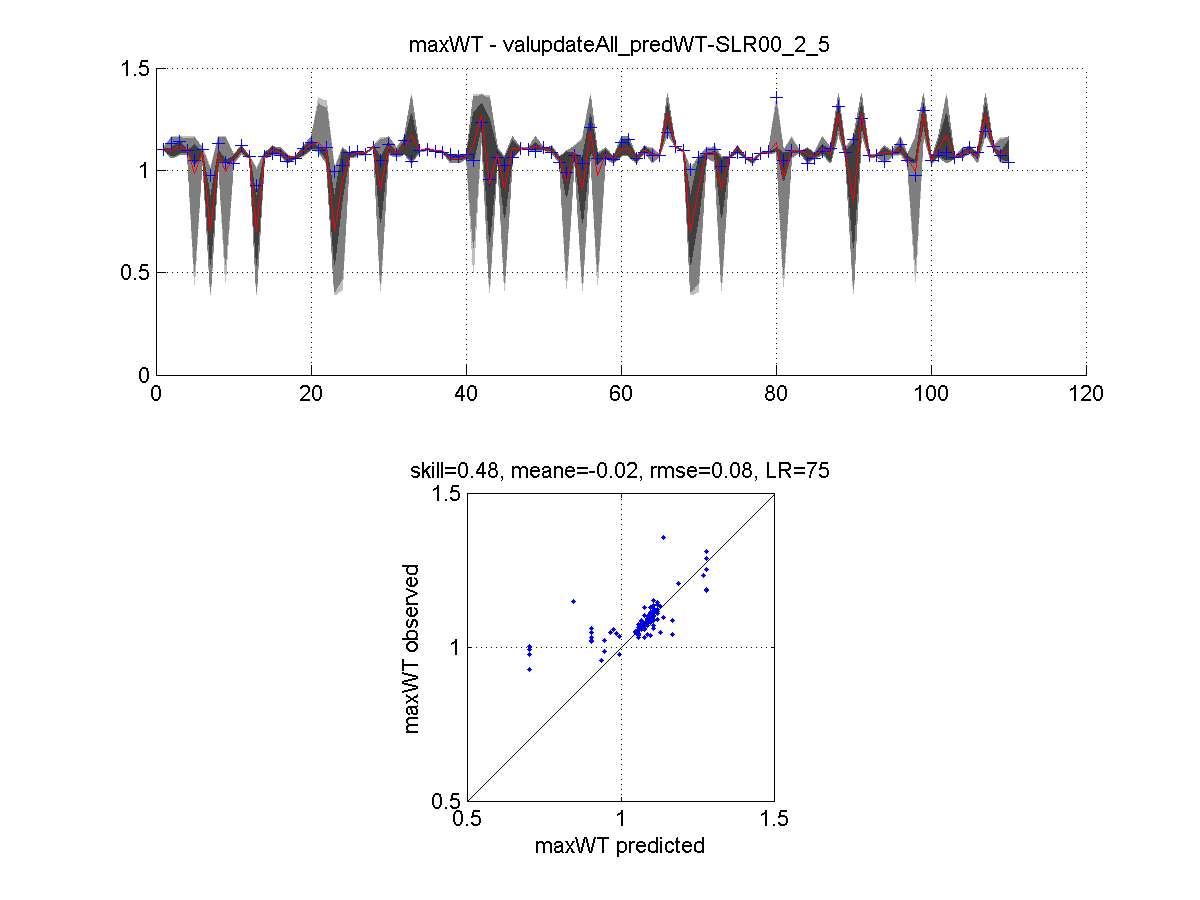 maxWT - valupdateAll_predWT-SLR00_2_5
1.5
1
0.5
0
0 20 40 60 80 100 120
skill=0.48, meane=-0.02, rmse=0.08, LR=75
1.5
maxWT observed
1
0.5
0.5 1 1.5
maxWT predicted